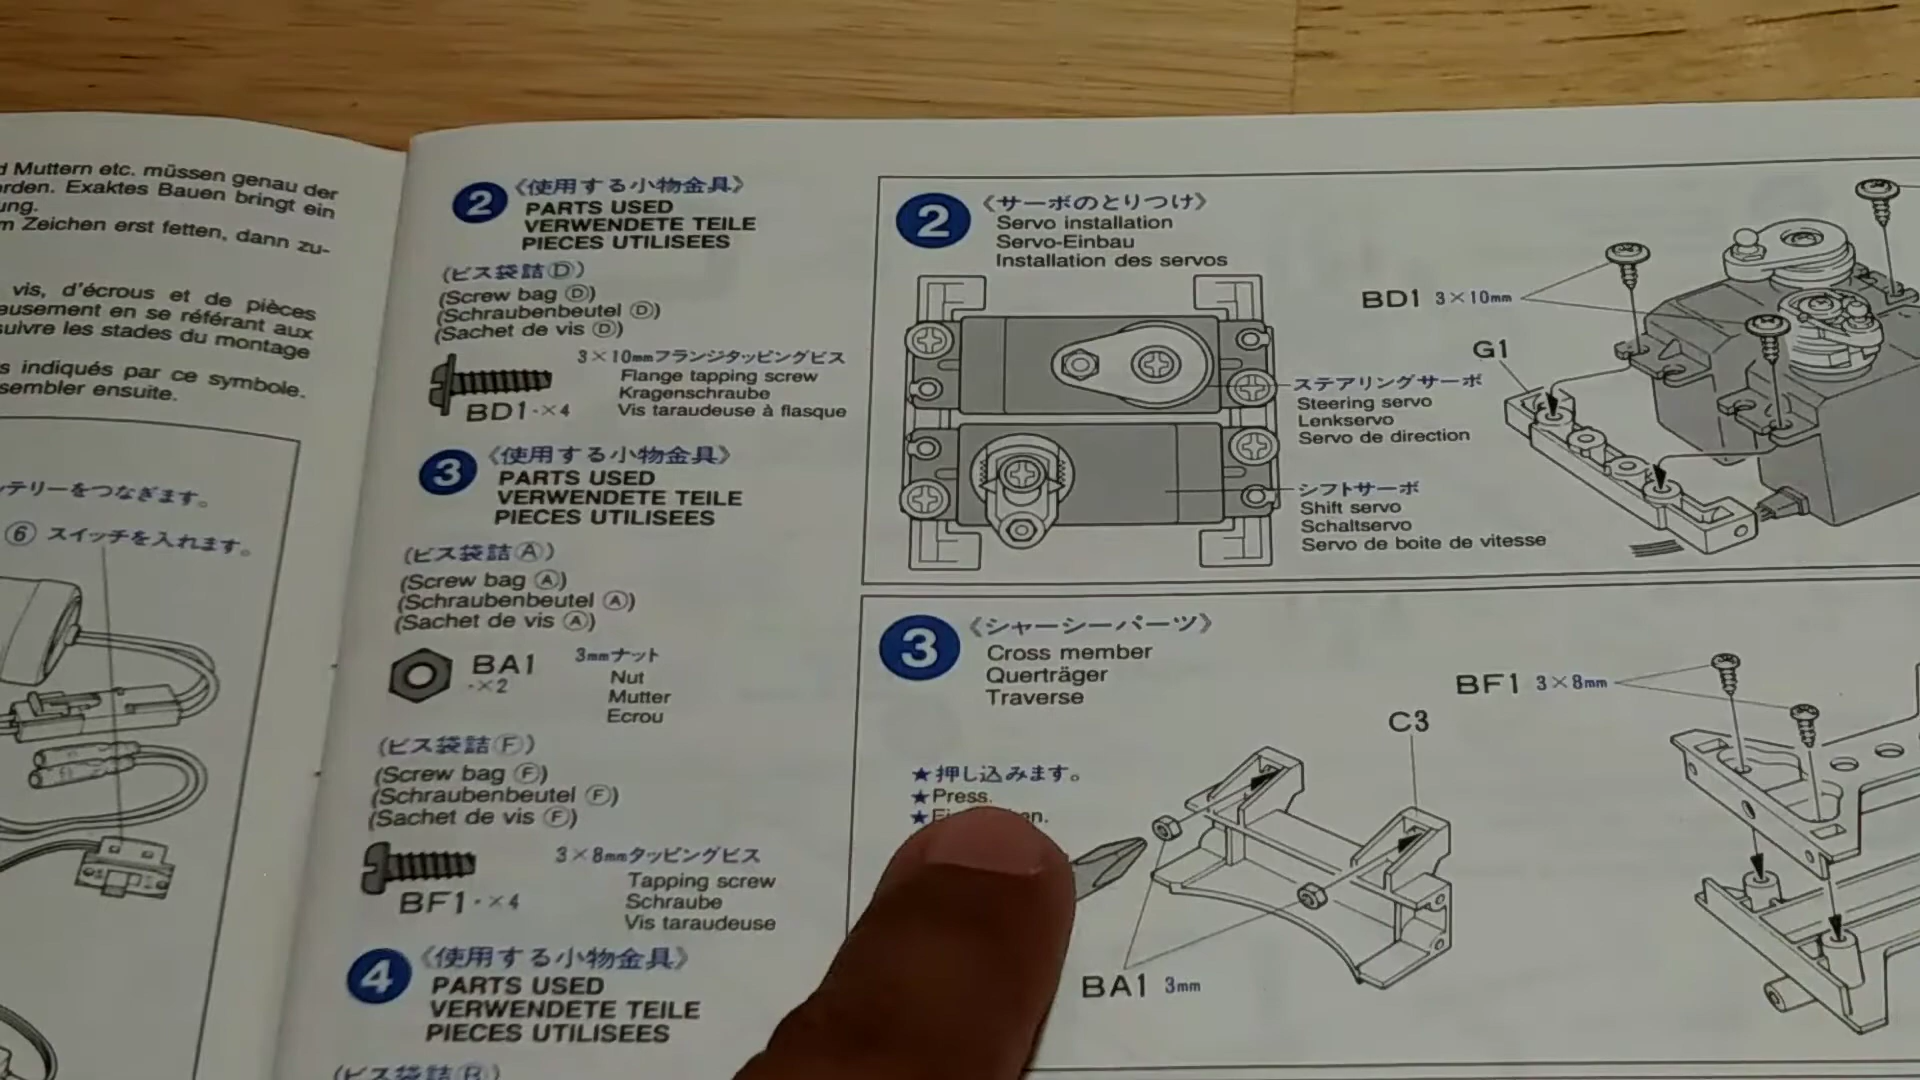 d Muttern etc. müssen genau der
rden. Exaktes Bauen bringt ein
ung.
m Zeichen erst fetten, dann zu-
vis, d'écrous et de pièces
eusement en se référant aux
suivre les stades du montage
s indiqués par ce symbole.
sembler ensuite.
ッテリーをつなぎます。
⑥ スイッチを入れます。
2 《使用する小物金具》
PARTS USED
VERWENDETE TEILE
PIECES UTILISEES
(ビス袋詰Ⓓ)
(Screw bag Ⓓ)
(Schraubenbeutel Ⓓ)
(Sachet de vis Ⓓ)
3×10mmフランジタッピングビス
Flange tapping screw
Kragenschraube
BD1・×4 Vis taraudeuse à flasque
3 《使用する小物金具》
PARTS USED
VERWENDETE TEILE
PIECES UTILISEES
(ビス袋詰Ⓐ)
(Screw bag Ⓐ)
(Schraubenbeutel Ⓐ)
(Sachet de vis Ⓐ)
BA1 3mmナット
・×2 Nut
Mutter
Ecrou
(ビス袋詰Ⓕ)
(Screw bag Ⓕ)
(Schraubenbeutel Ⓕ)
(Sachet de vis Ⓕ)
3×8mmタッピングビス
Tapping screw
BF1・×4 Schraube
Vis taraudeuse
4 《使用する小物金具》
PARTS USED
VERWENDETE TEILE
PIECES UTILISEES
(ビス袋詰Ⓑ)
2 《サーボのとりつけ》
Servo installation
Servo-Einbau
Installation des servos
BD1 3×10mm
G1
ステアリングサーボ
Steering servo
Lenkservo
Servo de direction
シフトサーボ
Shift servo
Schaltservo
Servo de boite de vitesse
3 《シャーシーパーツ》
Cross member
Querträger
Traverse
BF1 3×8mm
C3
★押し込みます。
★Press.
BA1 3mm